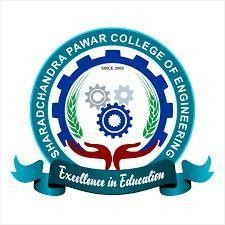 SHARADCHANDRA PAWAR COLLEGE OF ENGINEERING
SINCE 2009
Excellence in Education